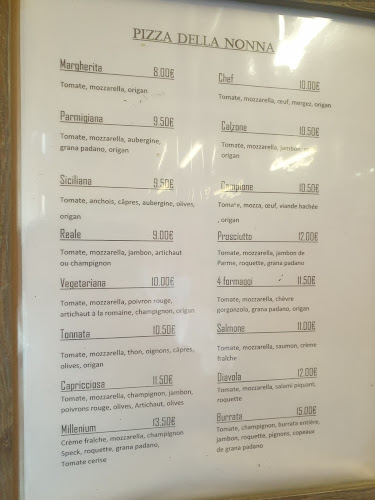 PIZZA DELLA NONNA
Margherita 8.00€
Tomate, mozzarella, origan
Parmigiana 9.50€
Tomate, mozzarella, aubergine,
grana padano, origan
Siciliana 9.50€
Tomate, anchois, câpres, aubergine, olives,
origan
Reale 9.00€
Tomate, mozzarella, jambon, artichaut
ou champignon
Vegetariana 10.00€
Tomate, mozzarella, poivron rouge,
artichaut à la romaine, champignon, origan
Tonnata 10.50€
Tomate, mozzarella, thon, oignons, câpres,
olives, origan
Capricciosa 11.50€
Tomate, mozzarella, champignon, jambon,
poivrons rouge, olives, Artichaut, olives
Millenium 13.50€
Crème fraîche, mozzarella, champignon
Speck, roquette, grana padano,
Tomate cerise
Chef 10.00€
Tomate, mozzarella, œuf, mergez, origan
Calzone 10.50€
Tomate, mozzarella, jambon,
origan
Campione 10.50€
Tomate, mozza, œuf, viande hachée
, origan
Prosciutto 12.00€
Tomate, mozzarella, jambon de
Parme, roquette, grana padano
4 formaggi 11.50€
Tomate, mozzarella, chèvre
gorgonzolo, grana padano, origan
Salmone 11.00€
Tomate, mozzarella, saumon, crème
fraîche
Diavola 12.00€
Tomate, mozzarella, salami piquant,
roquette
Burrata 15.00€
Tomate, champignon, burrata entière,
jambon, roquette, pignons, copeaux
de grana padano